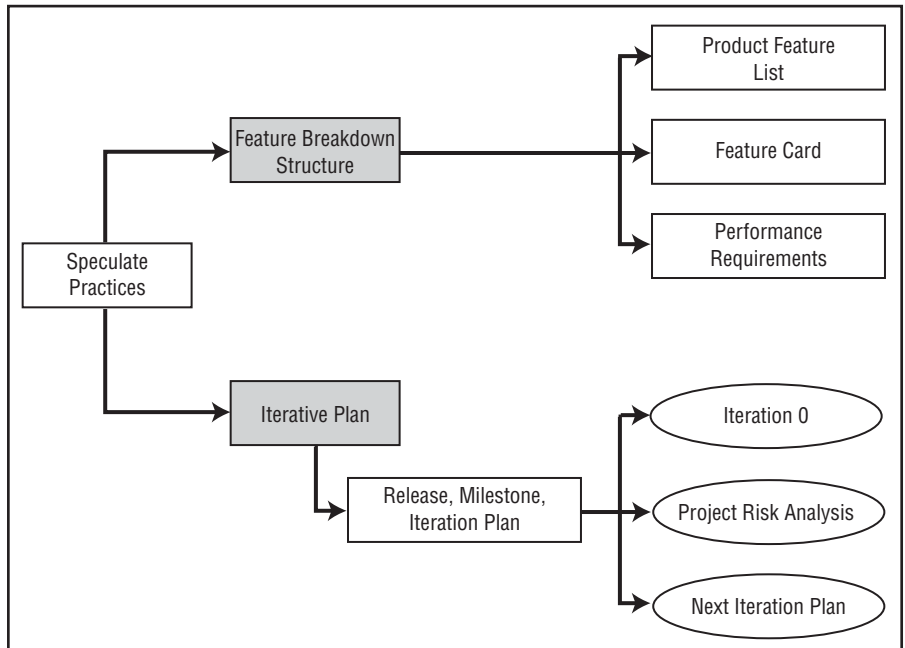 Product Feature
List
Feature Breakdown
Structure
Feature Card
Performance
Requirements
Speculate
Practices
Iterative Plan
Iteration 0
Release, Milestone,
Iteration Plan
Project Risk Analysis
Next Iteration Plan